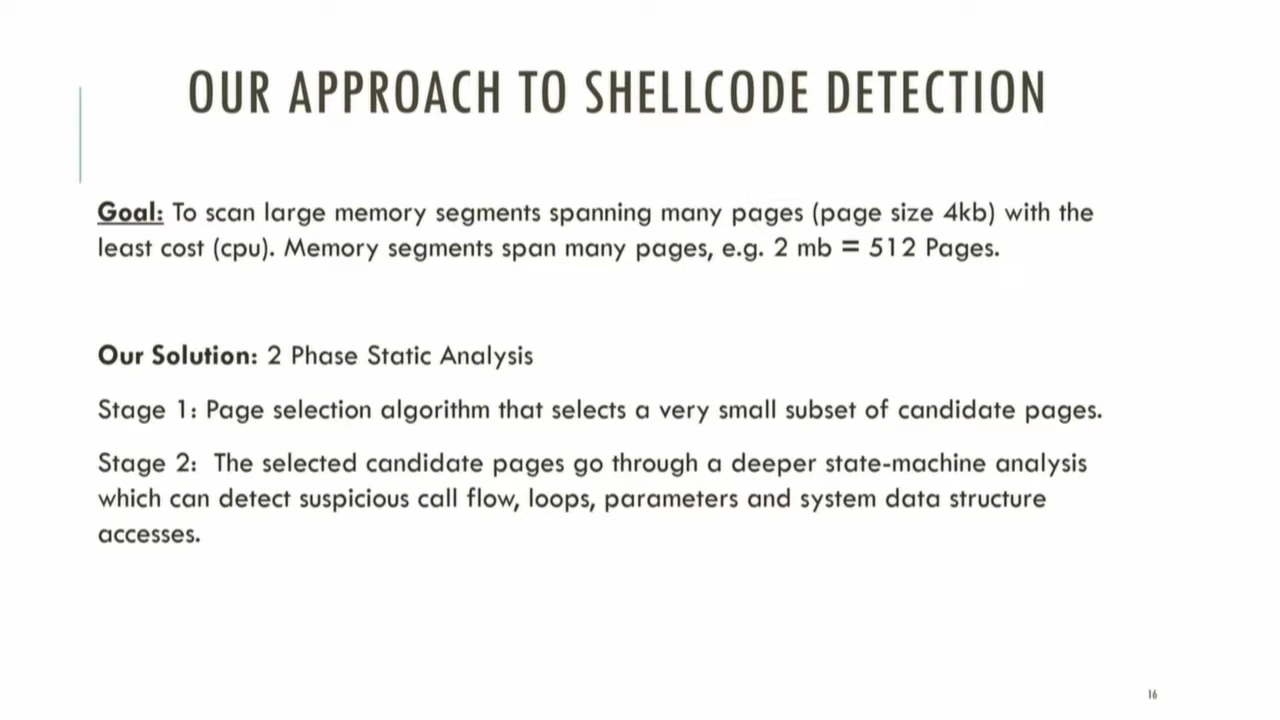 OUR APPROACH TO SHELLCODE DETECTION
Goal: To scan large memory segments spanning many pages (page size 4kb) with the
least cost (cpu). Memory segments span many pages, e.g. 2 mb = 512 Pages.
Our Solution: 2 Phase Static Analysis
Stage 1: Page selection algorithm that selects a very small subset of candidate pages.
Stage 2: The selected candidate pages go through a deeper state-machine analysis
which can detect suspicious call flow, loops, parameters and system data structure
accesses.
16